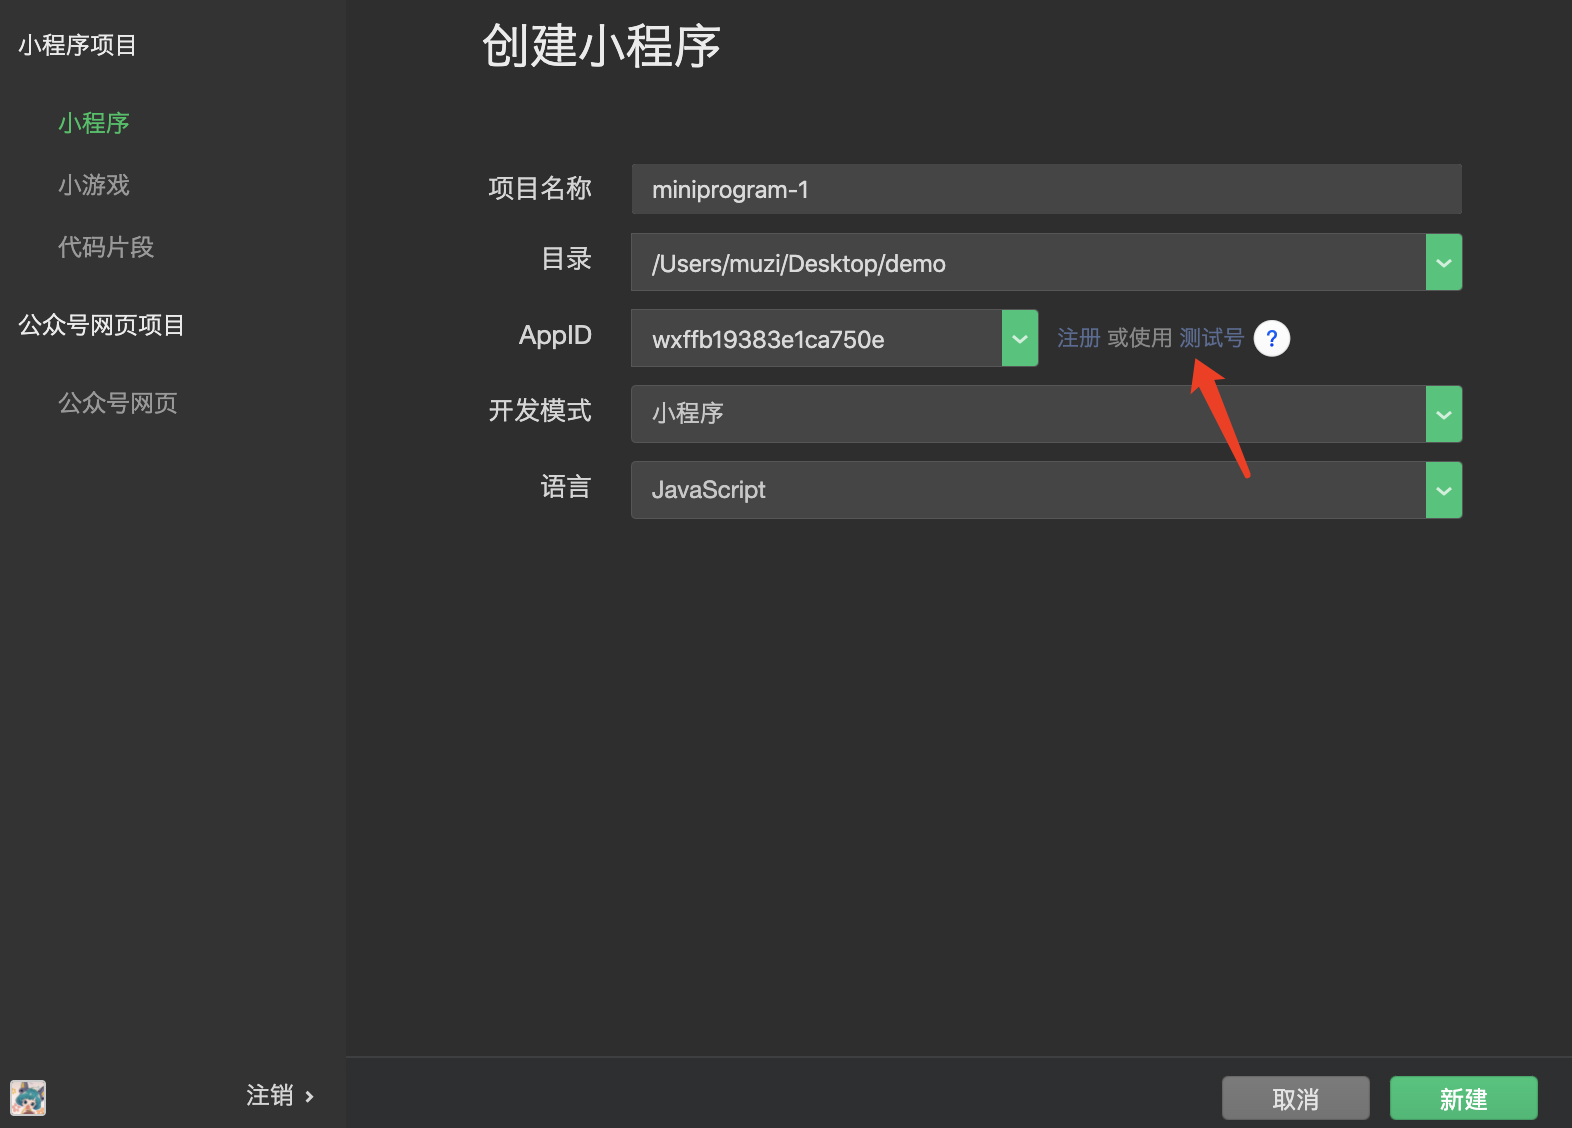 小程序项目
小程序
小游戏
代码片段
公众号网页项目
公众号网页
注销
创建小程序
项目名称 miniprogram-1
目录 /Users/muzi/Desktop/demo
AppID wxffb19383e1ca750e 注册 或使用 测试号 ?
开发模式 小程序
语言 JavaScript
取消 新建